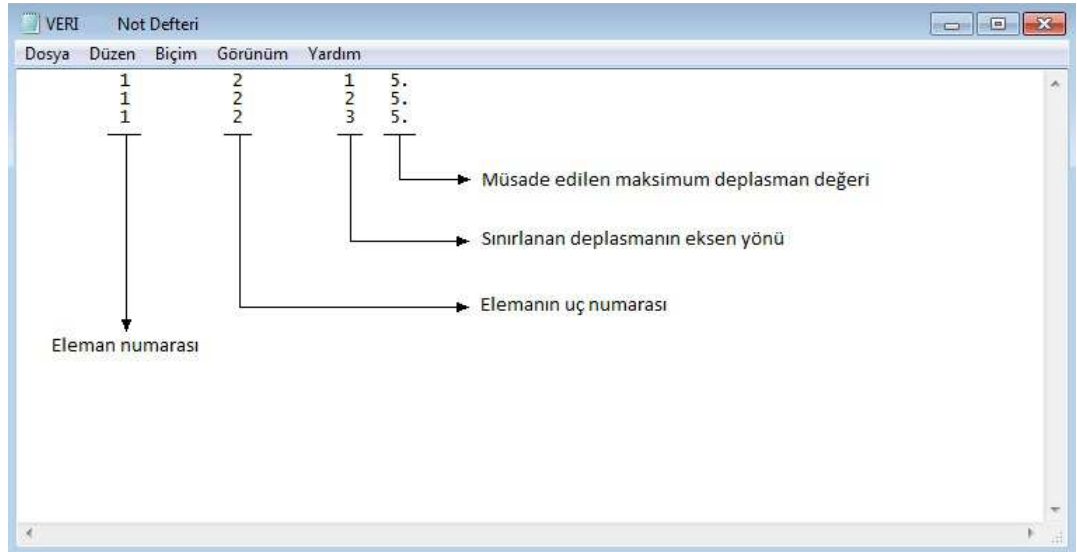 VERI Not Defteri
Dosya Düzen Biçim Görünüm Yardım
1 2 1 5.
1 2 2 5.
1 2 3 5.
Müsade edilen maksimum deplasman değeri
Sınırlanan deplasmanın eksen yönü
Elemanın uç numarası
Eleman numarası